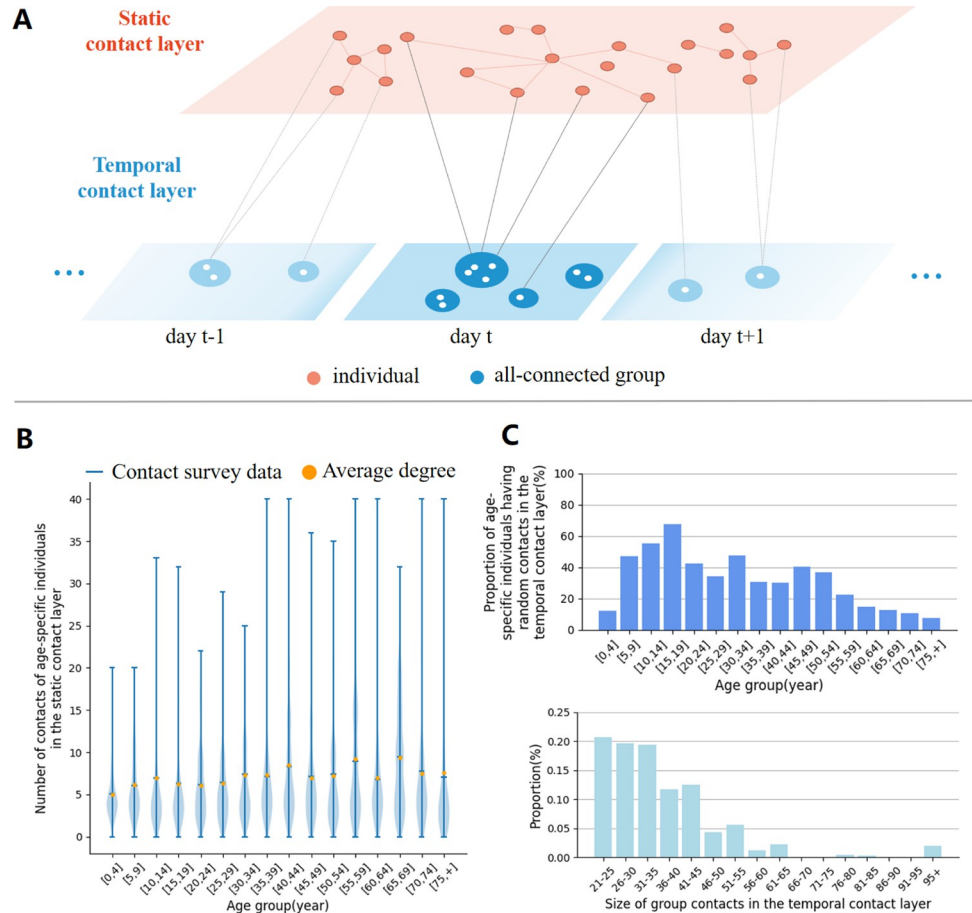 A
Static
contact layer
Temporal
contact layer
...
...
day t-1
day t
day t+1
individual
all-connected group
B
Contact survey data
Average degree
Number of contacts of age-specific individuals
in the static contact layer
40
35
30
25
20
15
10
5
0
[0,4]
[5,9]
[10,14]
[15,19]
[20,24]
[25,29]
[30,34]
[35,39]
[40,44]
[45,49]
[50,54]
[55,59]
[60,64]
[65,69]
[70,74]
[75,+]
Age group(year)
C
Proportion of age-
specific individuals having
random contacts in the
temporal contact layer(%)
100
80
60
40
20
0
[0,4]
[5,9]
[10,14]
[15,19]
[20,24]
[25,29]
[30,34]
[35,39]
[40,44]
[45,49]
[50,54]
[55,59]
[60,64]
[65,69]
[70,74]
[75,+]
Age group(year)
Proportion(%)
0.25
0.20
0.15
0.10
0.05
0.00
21-25
26-30
31-35
36-40
41-45
46-50
51-55
56-60
61-65
66-70
71-75
76-80
81-85
86-90
91-95
95+
Size of group contacts in the temporal contact layer